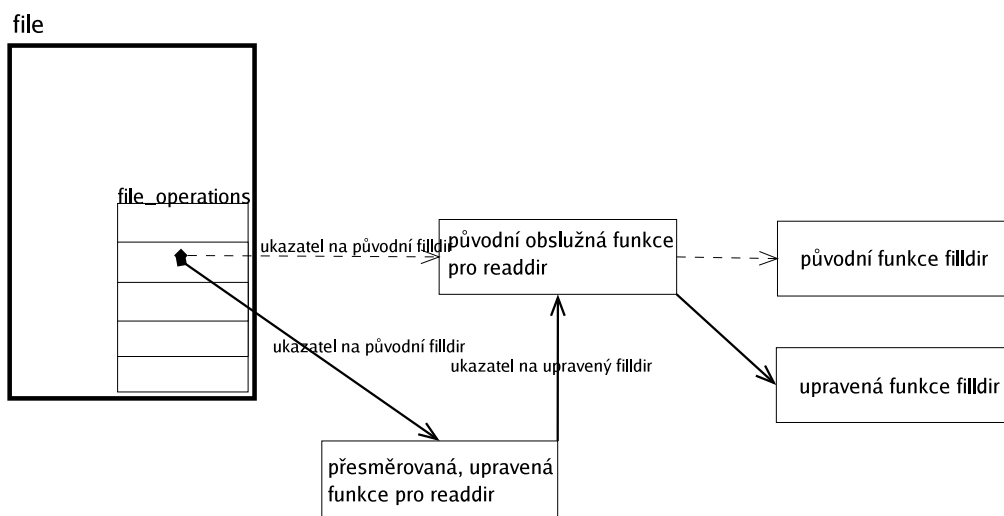 file
file_operations
ukazatel na původní filldir
původní obslužná funkce
pro readdir
původní funkce filldir
ukazatel na původní filldir
ukazatel na upravený filldir
upravená funkce filldir
přesměrovaná, upravená
funkce pro readdir